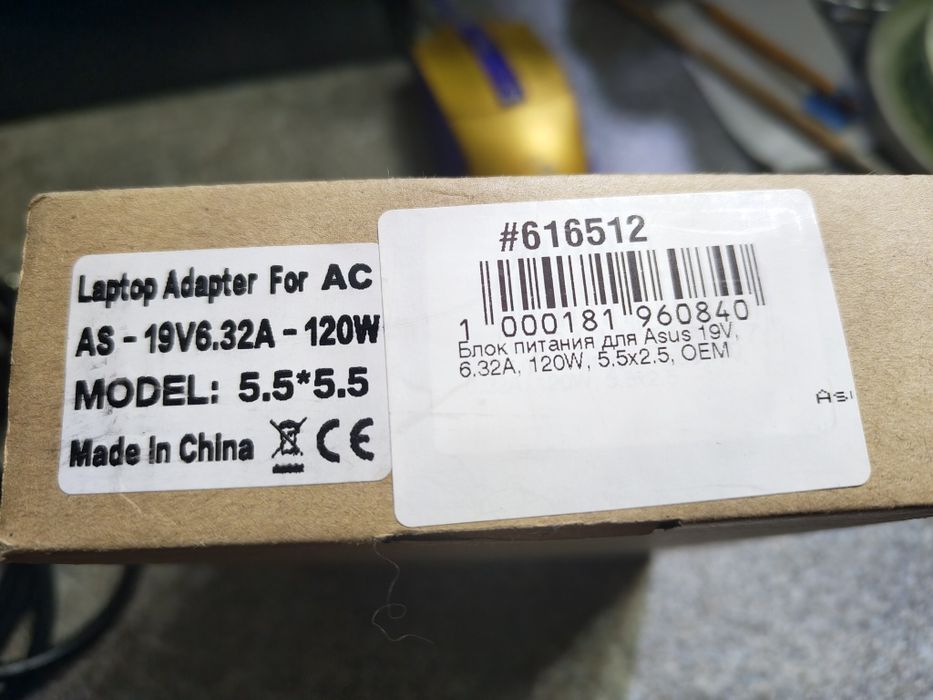 Laptop Adapter For AC
AS - 19V6.32A - 120W
MODEL: 5.5*5.5
Made In China CE
#616512
1 000181 960840
Блок питания для Asus 19V,
6.32A, 120W, 5.5x2.5, OEM